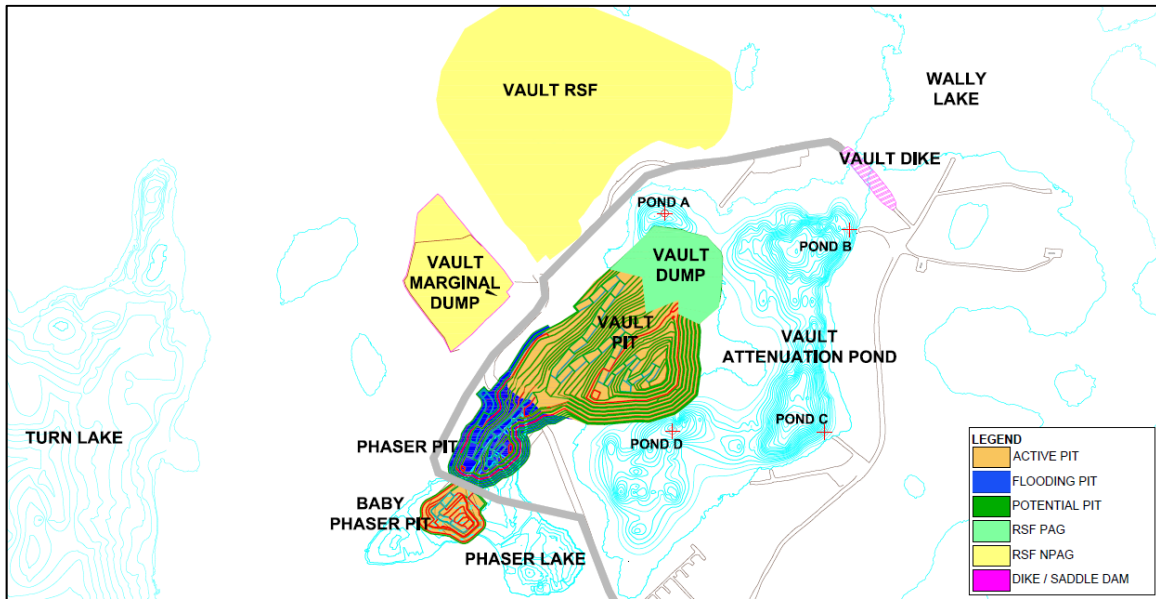 VAULT RSF
WALLY
LAKE
VAULT DIKE
POND A
POND B
VAULT
DUMP
VAULT
MARGINAL
DUMP
VAULT
PIT
VAULT
ATTENUATION POND
TURN LAKE
PHASER PIT
POND D
POND C
BABY
PHASER PIT
PHASER LAKE
LEGEND
ACTIVE PIT
FLOODING PIT
POTENTIAL PIT
RSF PAG
RSF NPAG
DIKE / SADDLE DAM